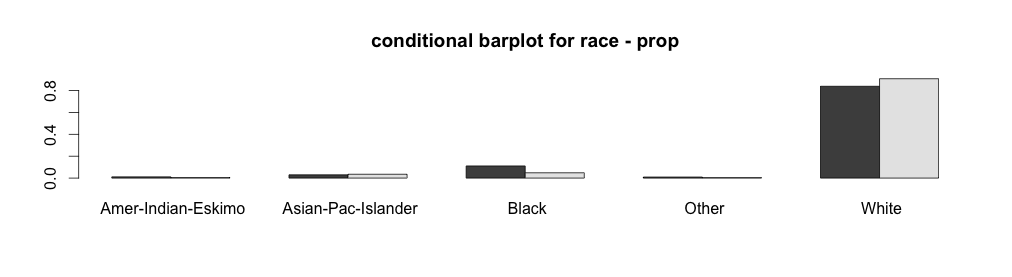 conditional barplot for race - prop
0.8
0.4
0.0
Amer-Indian-Eskimo Asian-Pac-Islander Black Other White